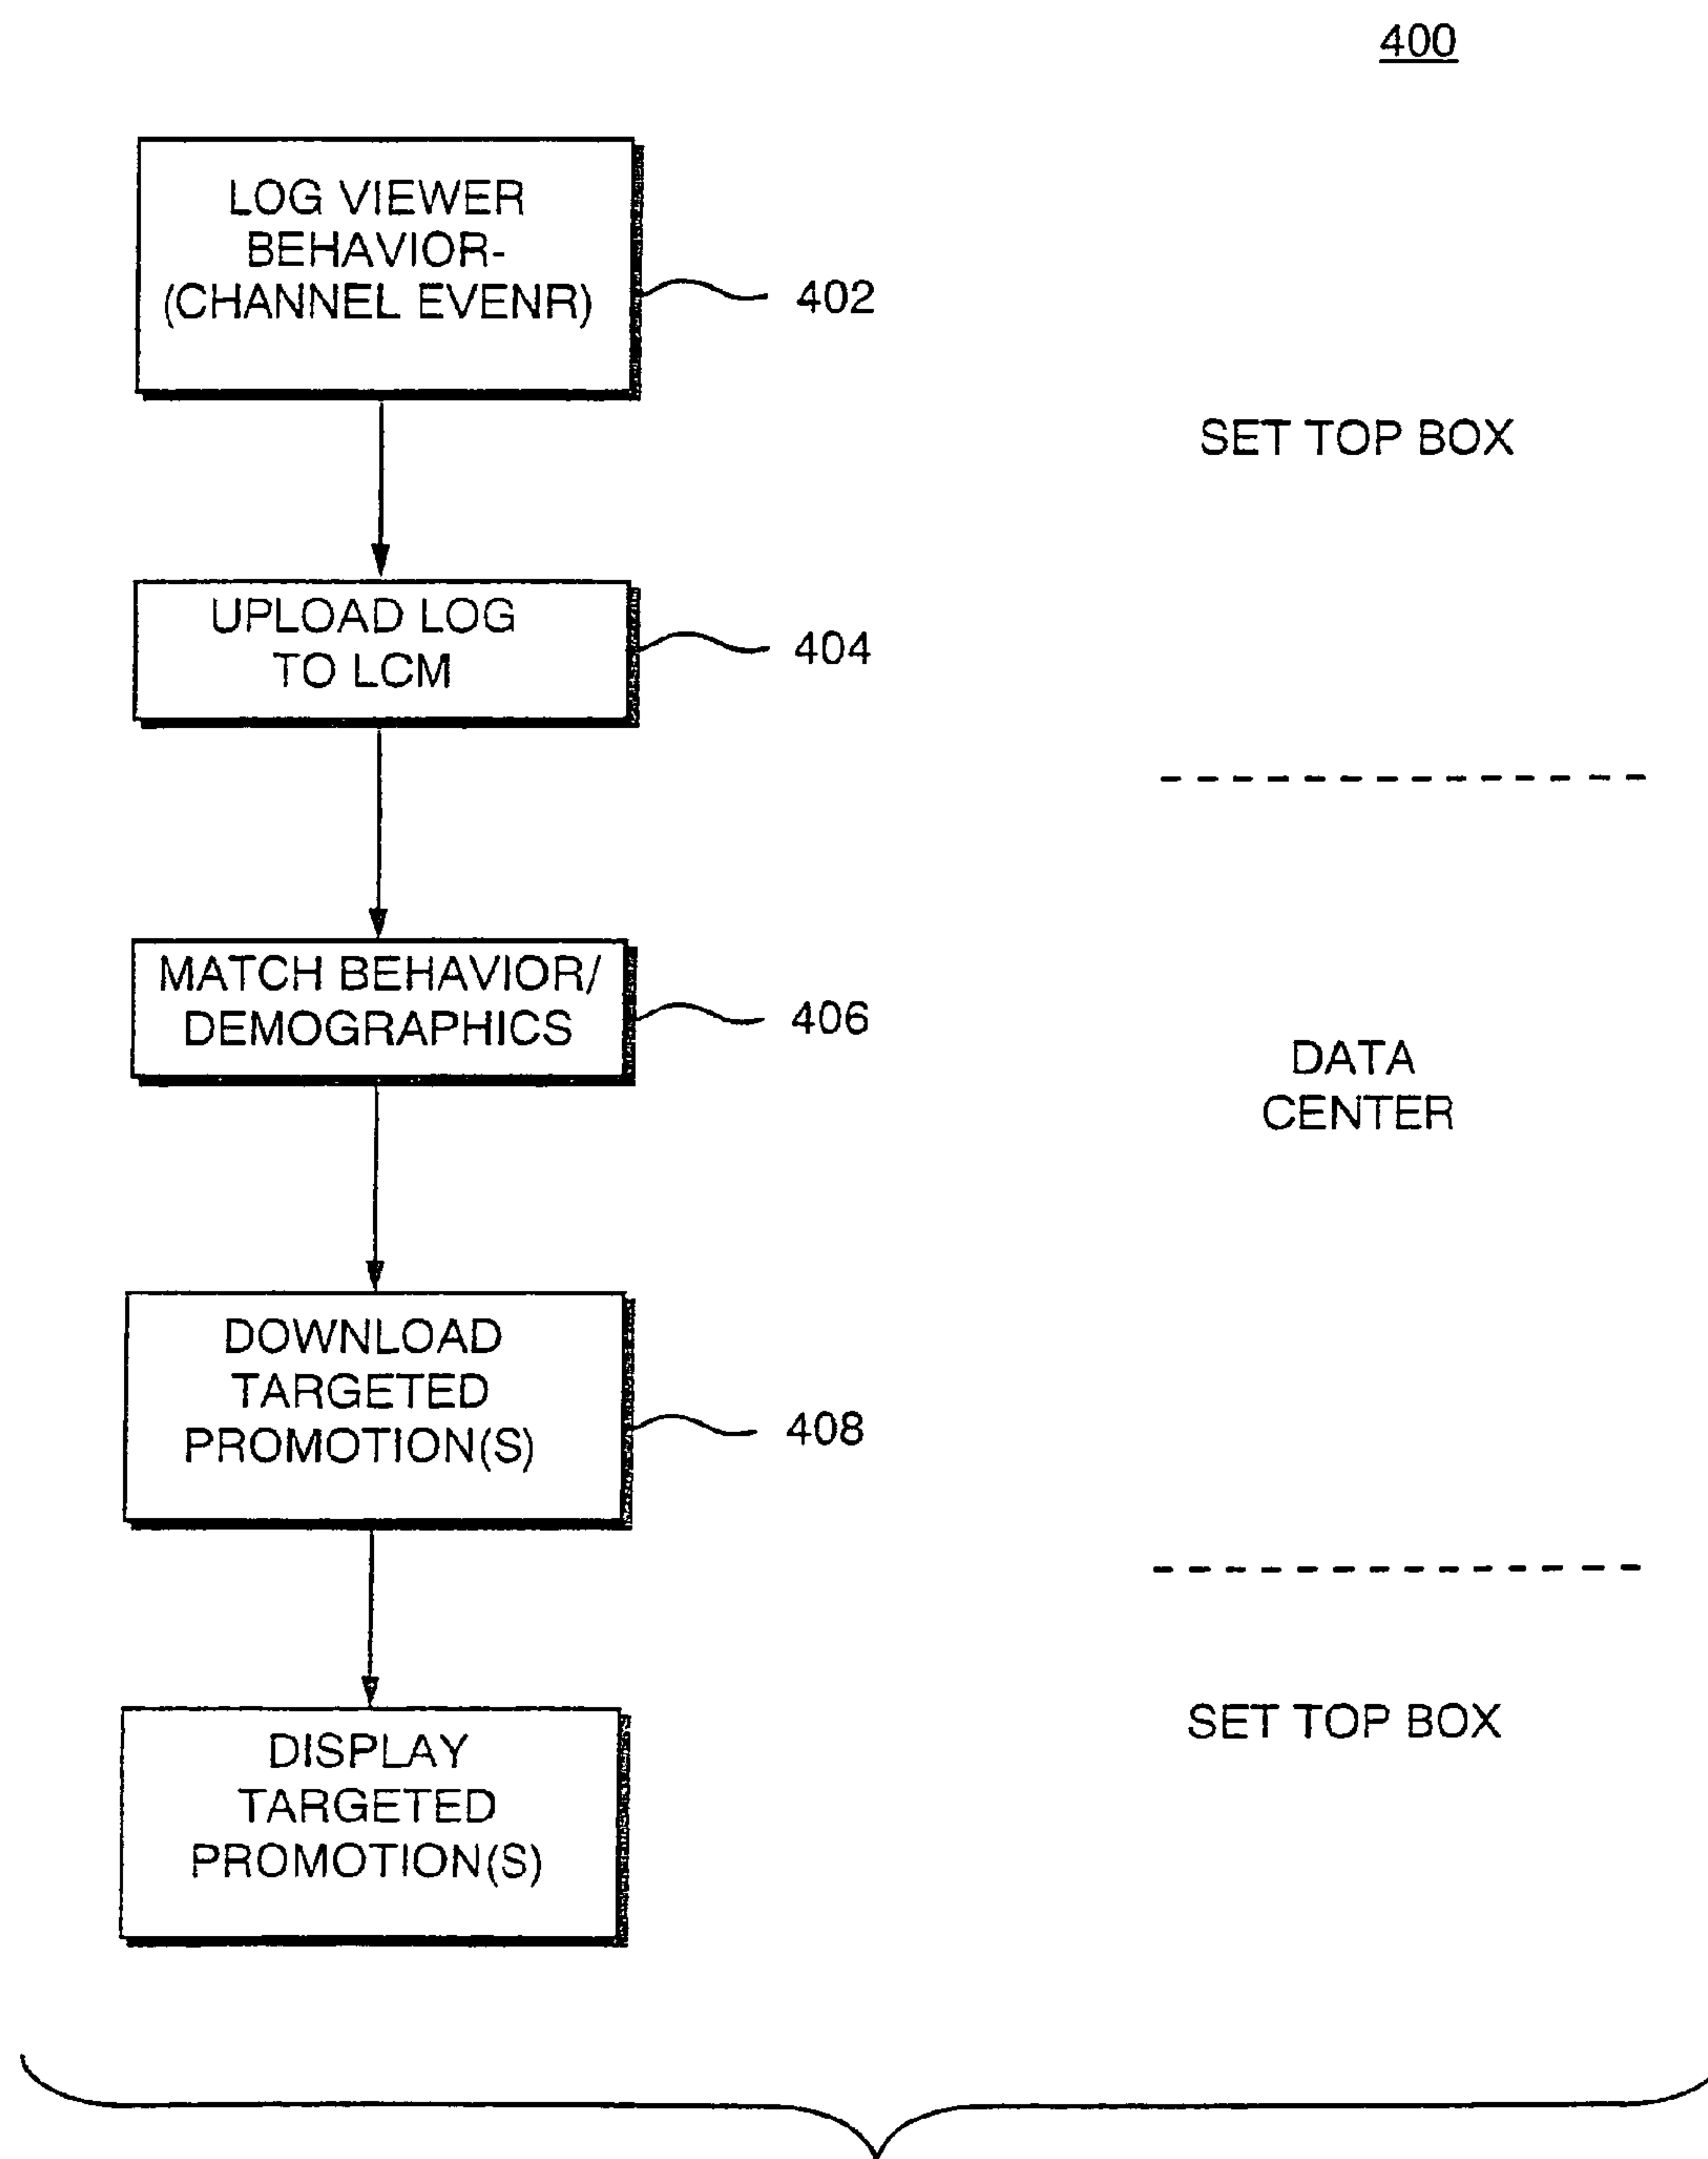 400
LOG VIEWER
BEHAVIOR-
(CHANNEL EVENR)
402
SET TOP BOX
UPLOAD LOG
TO LCM
404
MATCH BEHAVIOR/
DEMOGRAPHICS
406
DATA
CENTER
DOWNLOAD
TARGETED
PROMOTION(S)
408
DISPLAY
TARGETED
PROMOTION(S)
SET TOP BOX